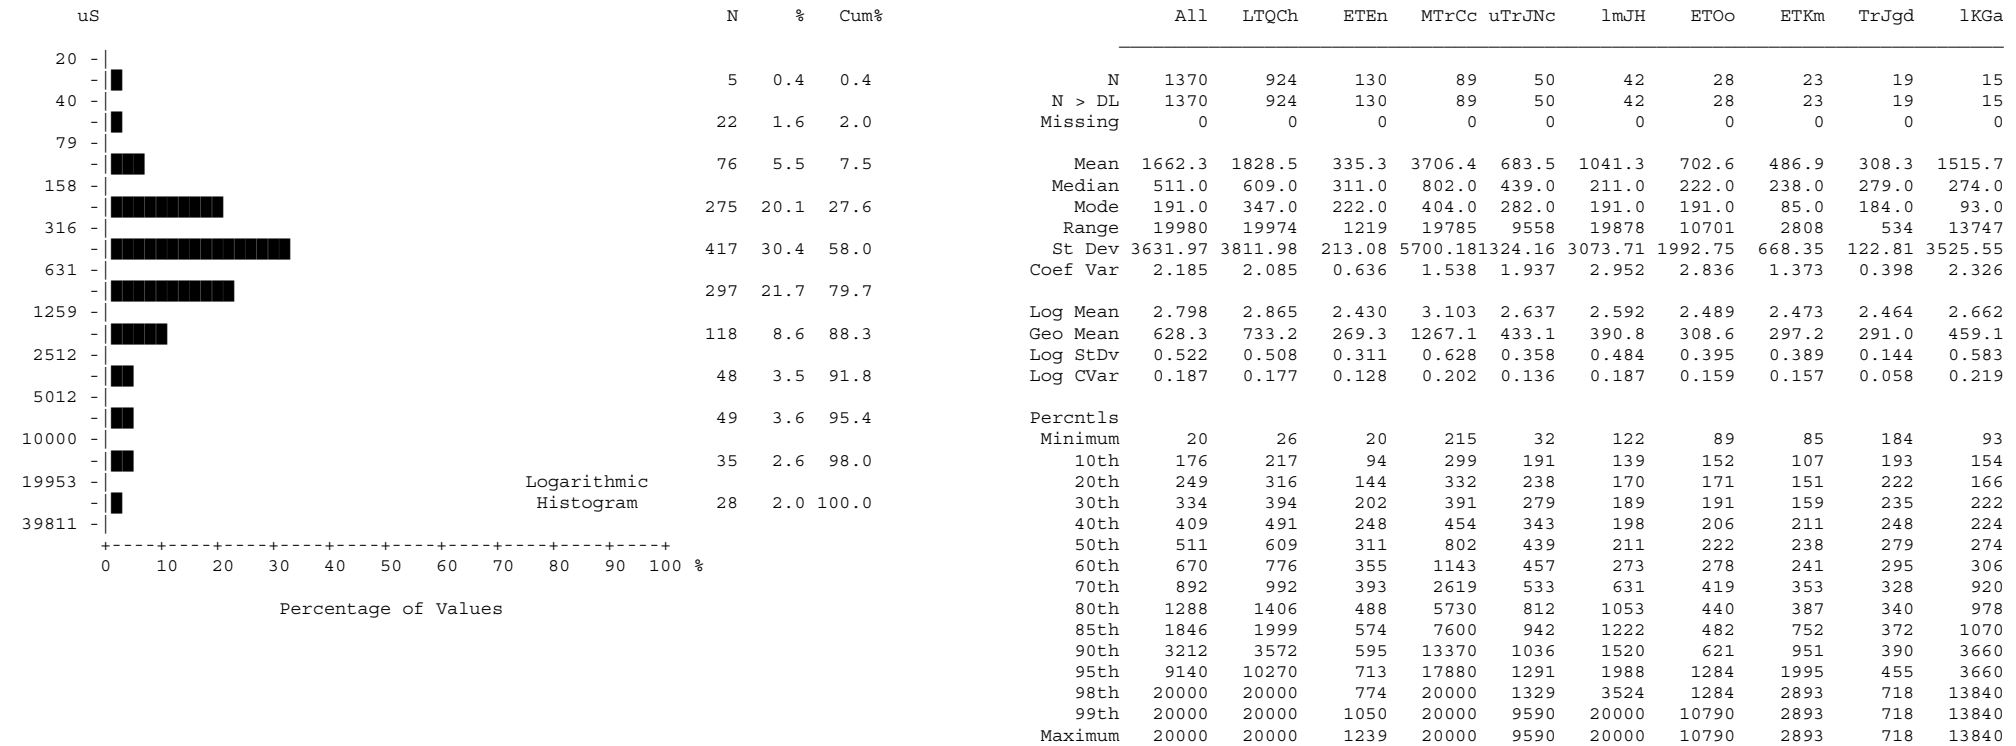 uS N % Cum% All LTQCh ETEn MTrCc uTrJNc lmJH ETOo ETKm TrJgd lKGa
20 -|
-| 5 0.4 0.4 N 1370 924 130 89 50 42 28 23 19 15
40 -| N > DL 1370 924 130 89 50 42 28 23 19 15
-| 22 1.6 2.0 Missing 0 0 0 0 0 0 0 0 0 0
79 -|
-| 76 5.5 7.5 Mean 1662.3 1828.5 335.3 3706.4 683.5 1041.3 702.6 486.9 308.3 1515.7
158 -| Median 511.0 609.0 311.0 802.0 439.0 211.0 222.0 238.0 279.0 274.0
-| 275 20.1 27.6 Mode 191.0 347.0 222.0 404.0 282.0 191.0 191.0 85.0 184.0 93.0
316 -| Range 19980 19974 1219 19785 9558 19878 10701 2808 534 13747
-| 417 30.4 58.0 St Dev 3631.97 3811.98 213.08 5700.181324.16 3073.71 1992.75 668.35 122.81 3525.55
631 -| Coef Var 2.185 2.085 0.636 1.538 1.937 2.952 2.836 1.373 0.398 2.326
-| 297 21.7 79.7
1259 -| Log Mean 2.798 2.865 2.430 3.103 2.637 2.592 2.489 2.473 2.464 2.662
-| 118 8.6 88.3 Geo Mean 628.3 733.2 269.3 1267.1 433.1 390.8 308.6 297.2 291.0 459.1
2512 -| Log StDv 0.522 0.508 0.311 0.628 0.358 0.484 0.395 0.389 0.144 0.583
-| 48 3.5 91.8 Log CVar 0.187 0.177 0.128 0.202 0.136 0.187 0.159 0.157 0.058 0.219
5012 -|
-| 49 3.6 95.4 Percntls
10000 -| Minimum 20 26 20 215 32 122 89 85 184 93
-| 35 2.6 98.0 10th 176 217 94 299 191 139 152 107 193 154
19953 -| Logarithmic 20th 249 316 144 332 238 170 171 151 222 166
-| Histogram 28 2.0 100.0 30th 334 394 202 391 279 189 191 159 235 222
39811 -| 40th 409 491 248 454 343 198 206 211 248 224
+----+----+----+----+----+----+----+----+----+----+ 50th 511 609 311 802 439 211 222 238 279 274
0 10 20 30 40 50 60 70 80 90 100 % 60th 670 776 355 1143 457 273 278 241 295 306
70th 892 992 393 2619 533 631 419 353 328 920
Percentage of Values 80th 1288 1406 488 5730 812 1053 440 387 340 978
85th 1846 1999 574 7600 942 1222 482 752 372 1070
90th 3212 3572 595 13370 1036 1520 621 951 390 3660
95th 9140 10270 713 17880 1291 1988 1284 1995 455 3660
98th 20000 20000 774 20000 1329 3524 1284 2893 718 13840
99th 20000 20000 1050 20000 9590 20000 10790 2893 718 13840
Maximum 20000 20000 1239 20000 9590 20000 10790 2893 718 13840